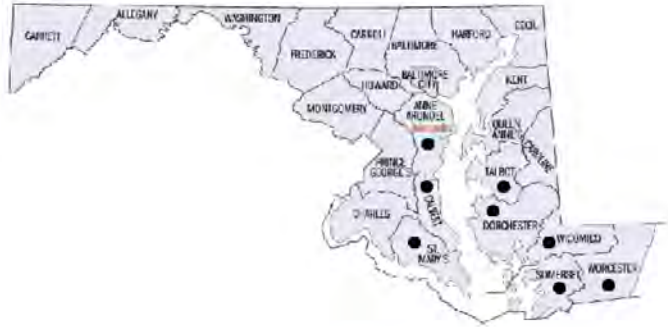 GARRETT
ALLEGANY
WASHINGTON
FREDERICK
CARROLL
BALTIMORE
HARFORD
CECIL
HOWARD
BALTIMORE
CITY
KENT
MONTGOMERY
ANNE
ARUNDEL
QUEEN
ANNE
CAROLINE
PRINCE
GEORGE'S
TALBOT
CALVERT
CHARLES
DORCHESTER
ST.
MARY'S
WICOMICO
SOMERSET
WORCESTER